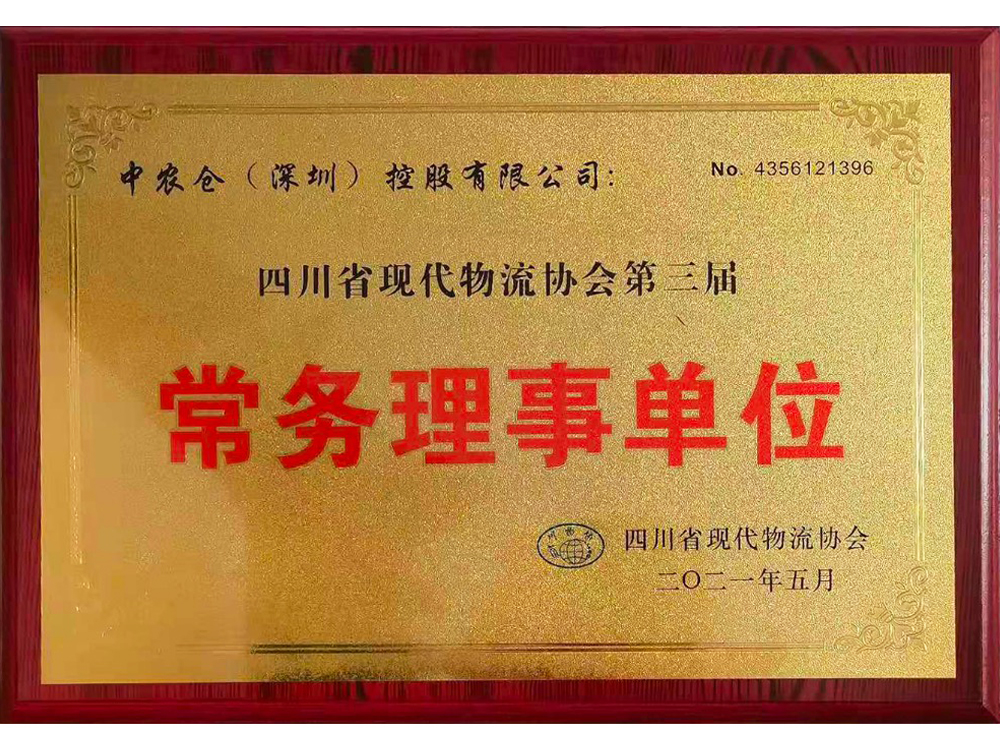 中农仓（深圳）控股有限公司： No. 4356121396
四川省现代物流协会第三届
常务理事单位
四川省现代物流协会
二〇二一年五月